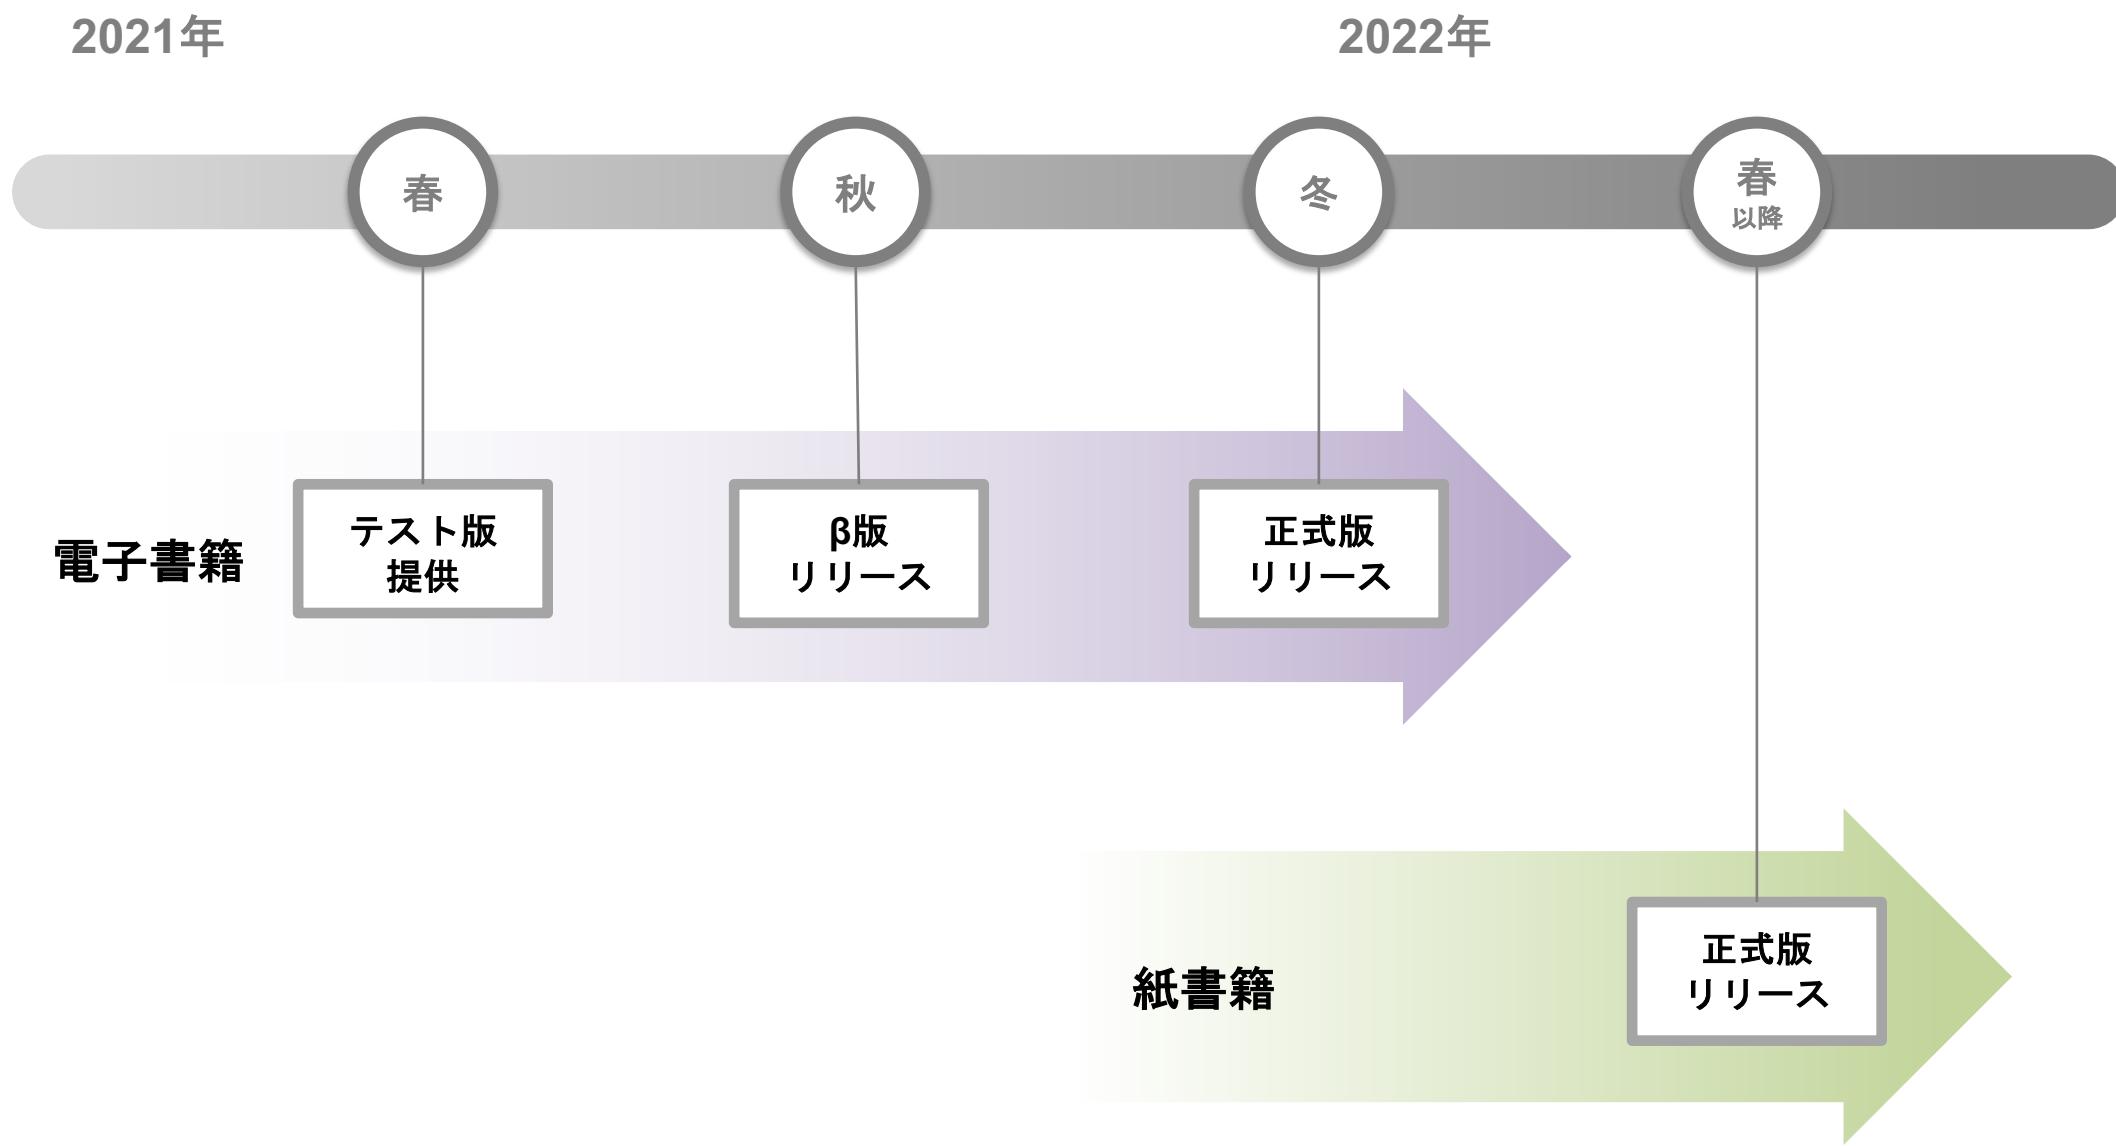 2021年
2022年
春
秋
冬
春
以降
電子書籍
テスト版
提供
β版
リリース
正式版
リリース
紙書籍
正式版
リリース